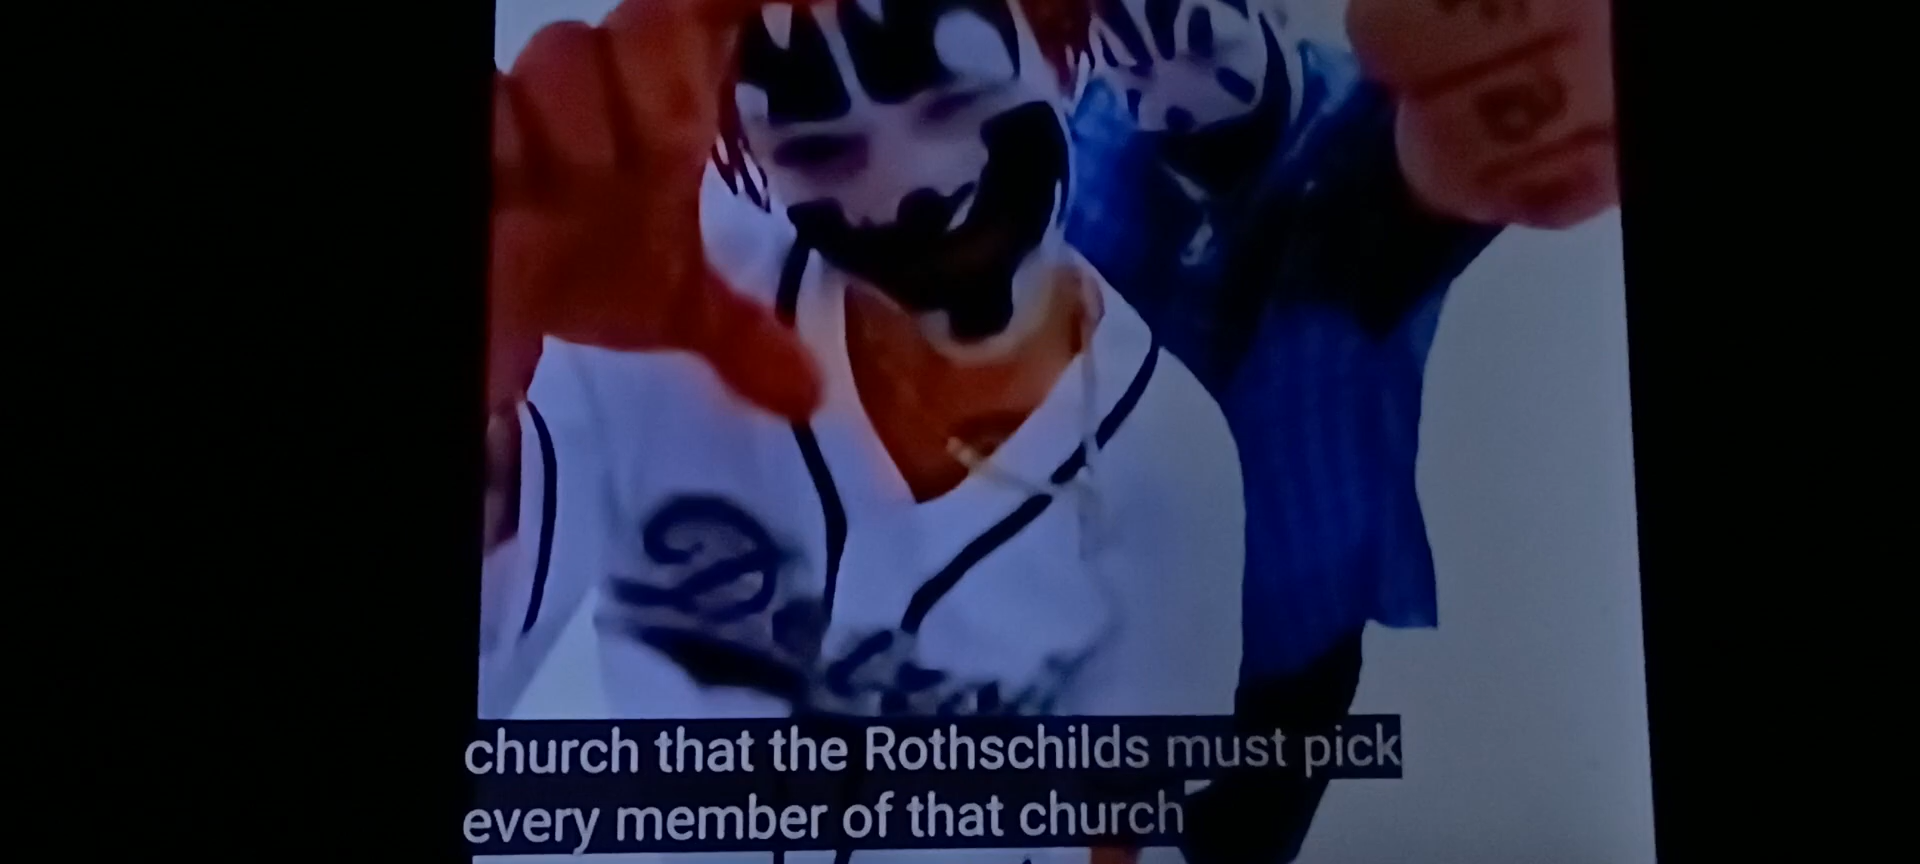 church that the Rothschilds must pick
every member of that church